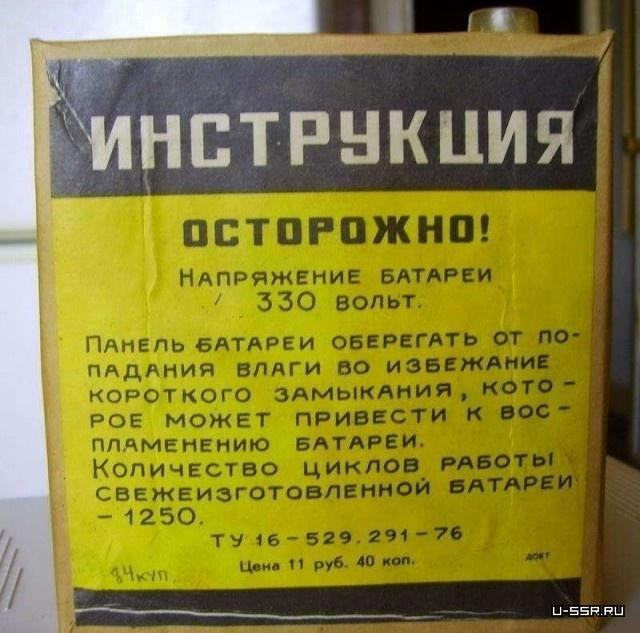 ИНСТРУКЦИЯ
ОСТОРОЖНО!
НАПРЯЖЕНИЕ БАТАРЕИ
330 ВОЛЬТ.
ПАНЕЛЬ БАТАРЕИ ОБЕРЕГАТЬ ОТ ПО-
ПАДАНИЯ ВЛАГИ ВО ИЗБЕЖАНИЕ
КОРОТКОГО ЗАМЫКАНИЯ, КОТО-
РОЕ МОЖЕТ ПРИВЕСТИ К ВОС-
ПЛАМЕНЕНИЮ БАТАРЕИ.
КОЛИЧЕСТВО ЦИКЛОВ РАБОТЫ
СВЕЖЕИЗГОТОВЛЕННОЙ БАТАРЕИ
- 1250.
ТУ 16-529.291-76
Цена 11 руб. 40 коп.
84куп.
U-SSR.RU